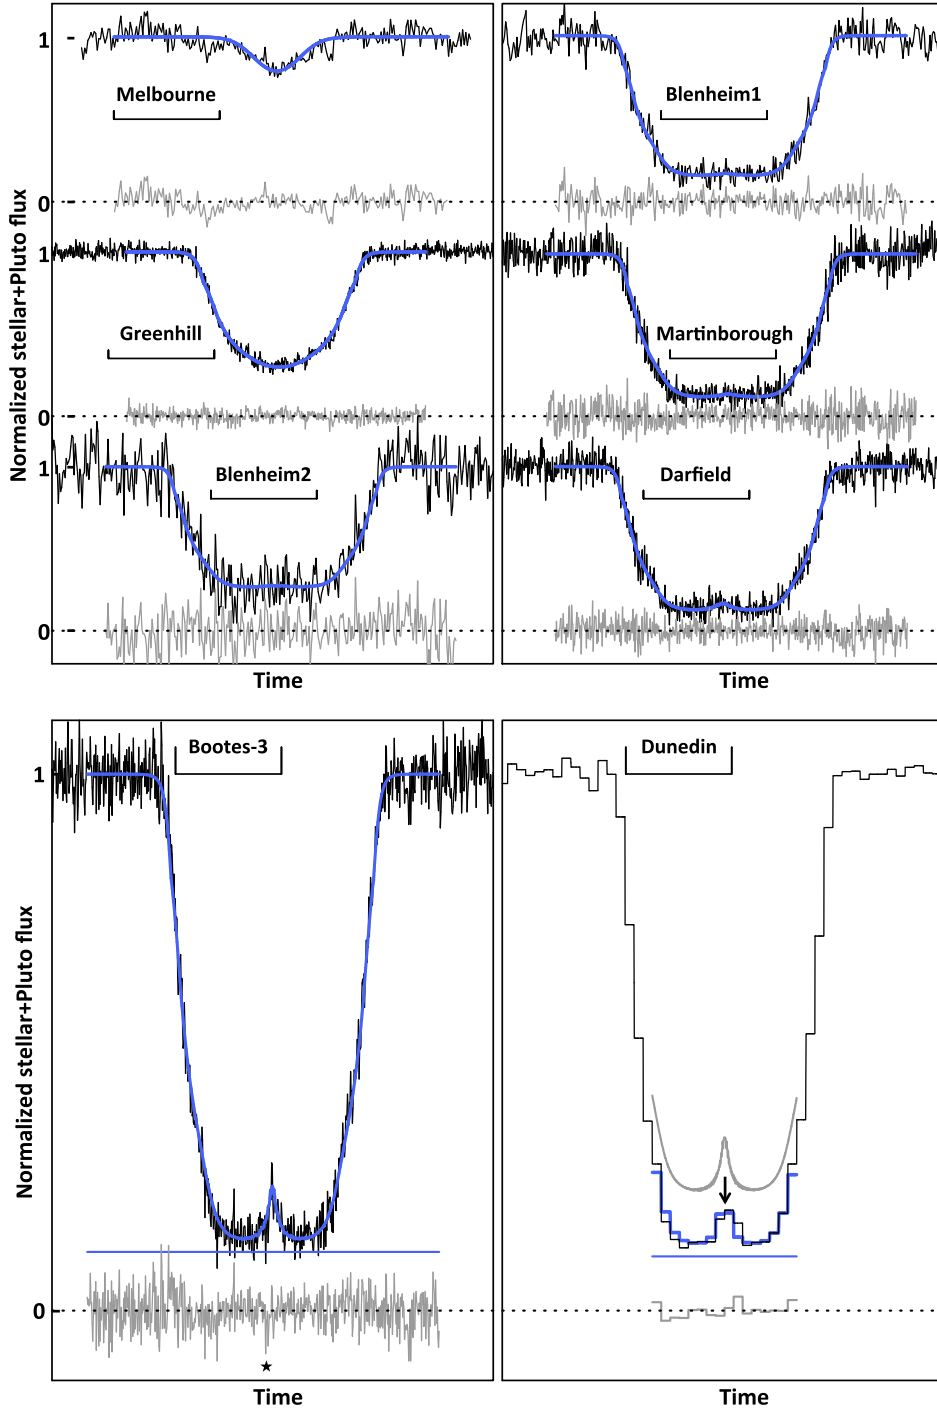 Normalized stellar+Pluto flux
1
Melbourne
0
1
Greenhill
0
1
Blenheim2
0
Time
Blenheim1
Martinborough
Darfield
Time
Normalized stellar+Pluto flux
1
Bootes-3
0
Time
Dunedin
Time